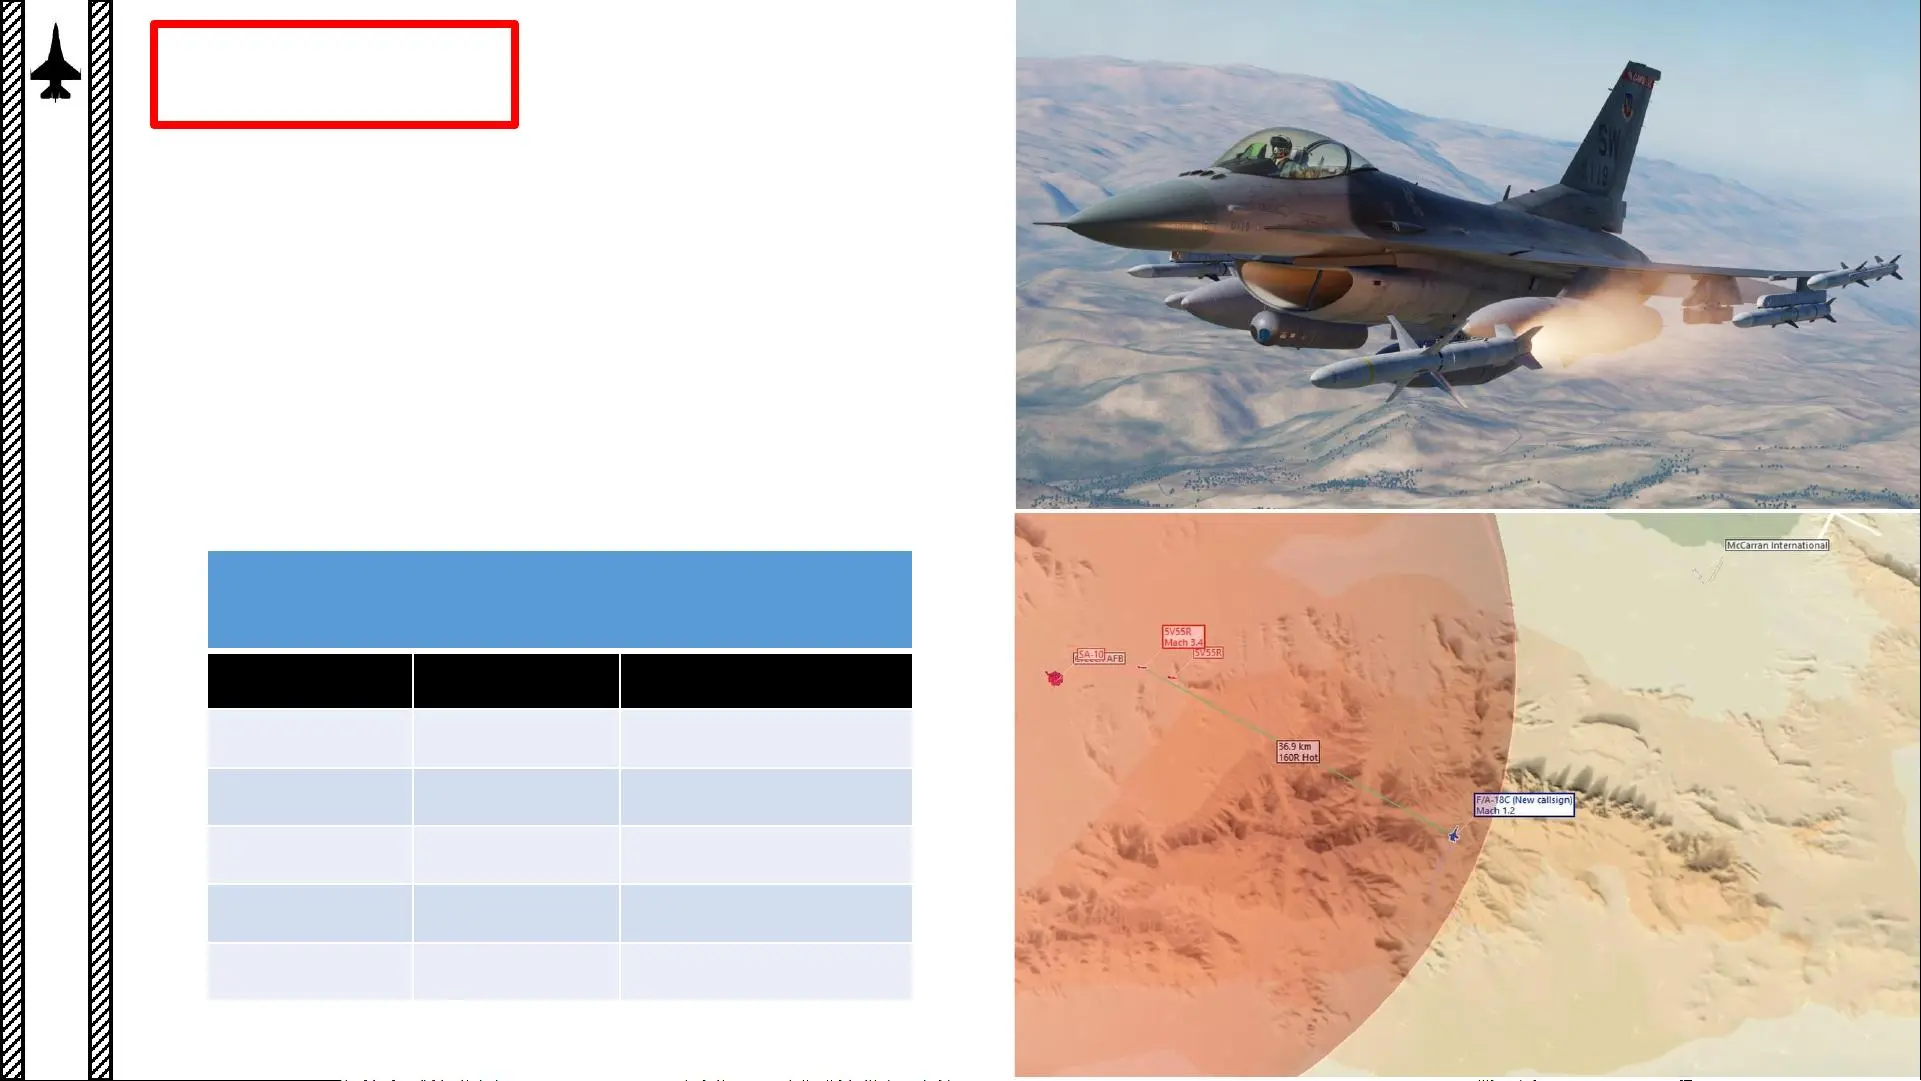 SW
McCarran International
5V55R
Mach 3.4
5V55R
SA-10
AFB
36.9 km
160R Hot
F/A-18C (New callsign)
Mach 1.2